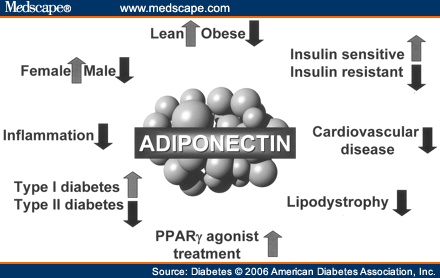 Medscape® www.medscape.com
Lean Obese
Female Male
Insulin sensitive
Insulin resistant
Inflammation
ADIPONECTIN
Cardiovascular
disease
Type I diabetes
Type II diabetes
Lipodystrophy
PPARγ agonist
treatment
Source: Diabetes © 2006 American Diabetes Association, Inc.